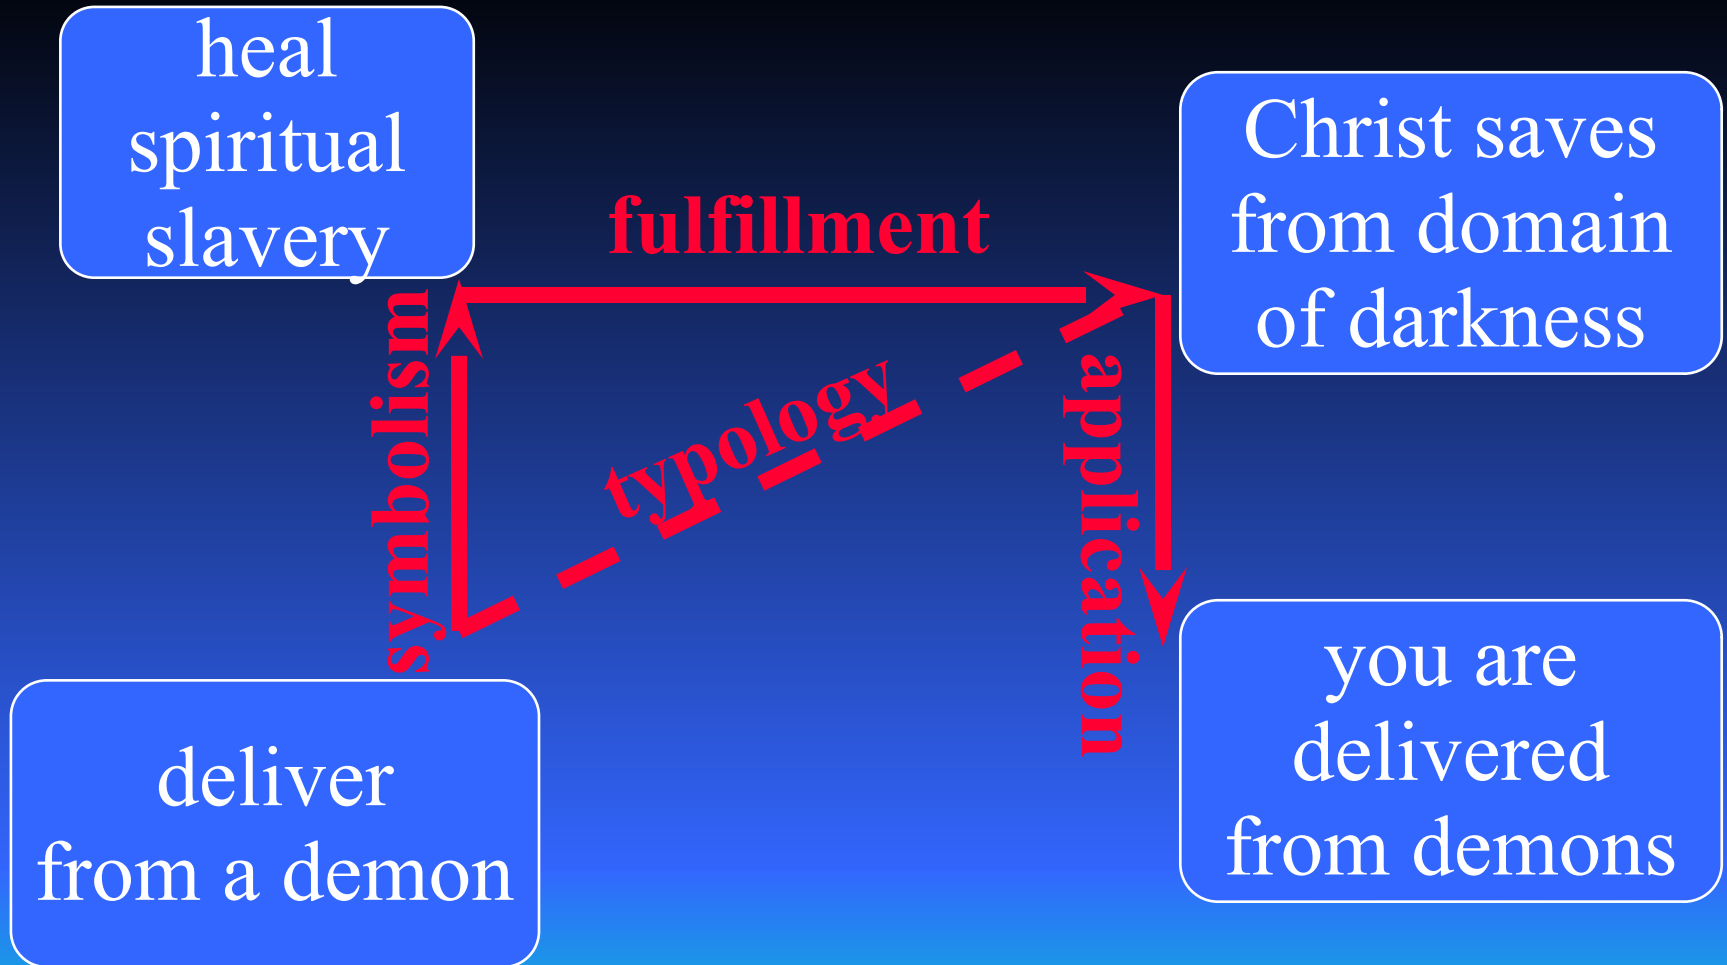 heal
spiritual
slavery
Christ saves
from domain
of darkness
fulfillment
symbolism
typology
application
deliver
from a demon
you are
delivered
from demons